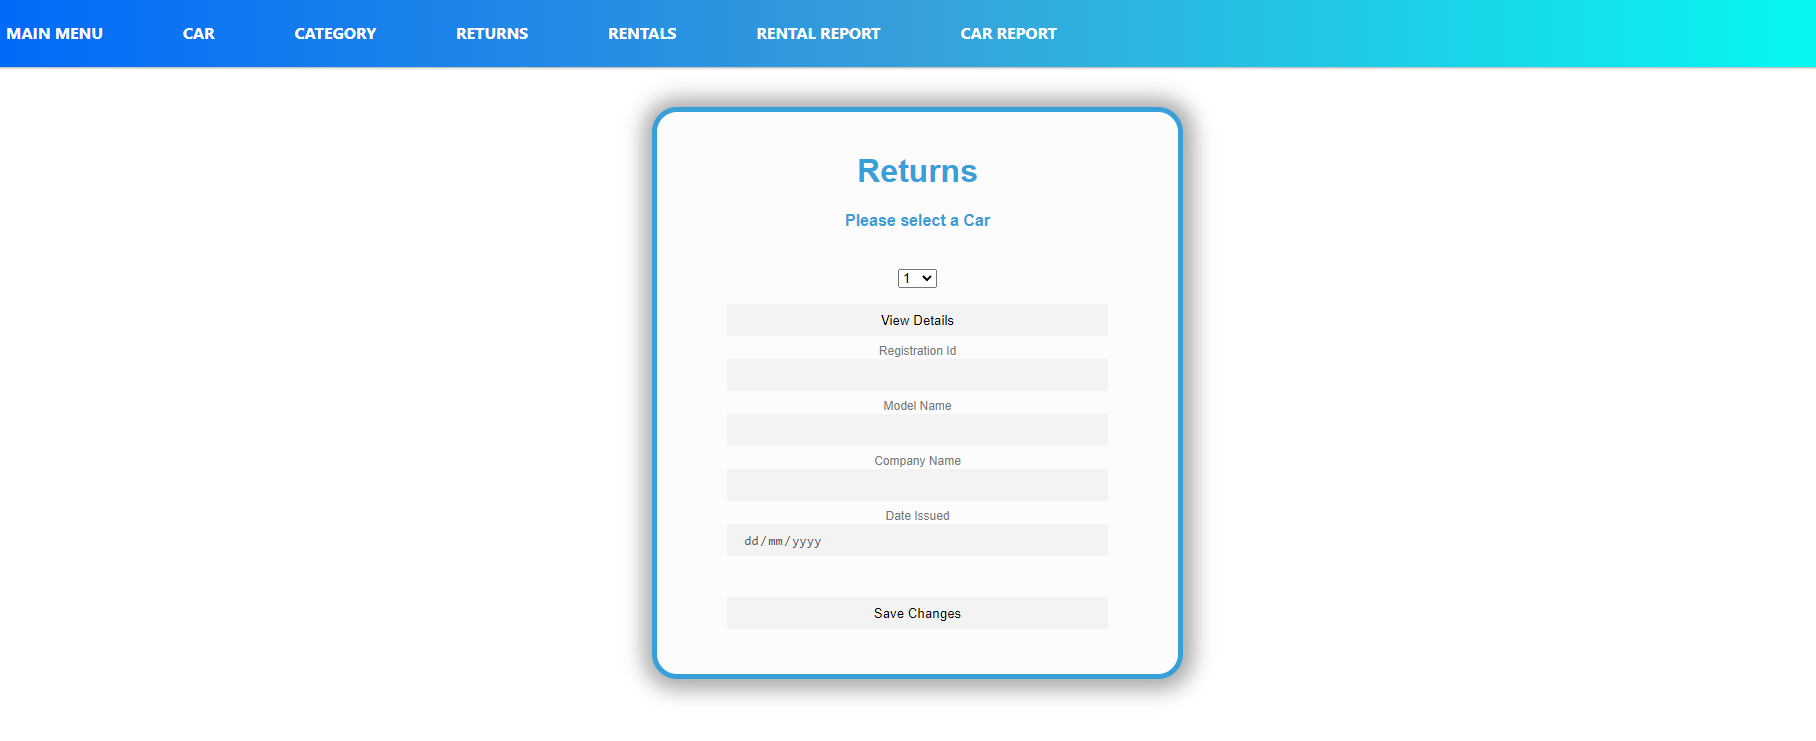 MAIN MENU CAR CATEGORY RETURNS RENTALS RENTAL REPORT CAR REPORT
Returns
Please select a Car
1
View Details
Registration Id
Model Name
Company Name
Date Issued
dd/mm/yyyy
Save Changes